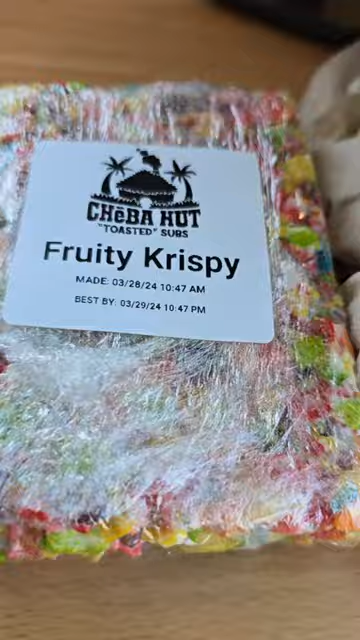 CHēBA HUT
"TOASTED" SUBS
Fruity Krispy
MADE: 03/28/24 10:47 AM
BEST BY: 03/29/24 10:47 PM